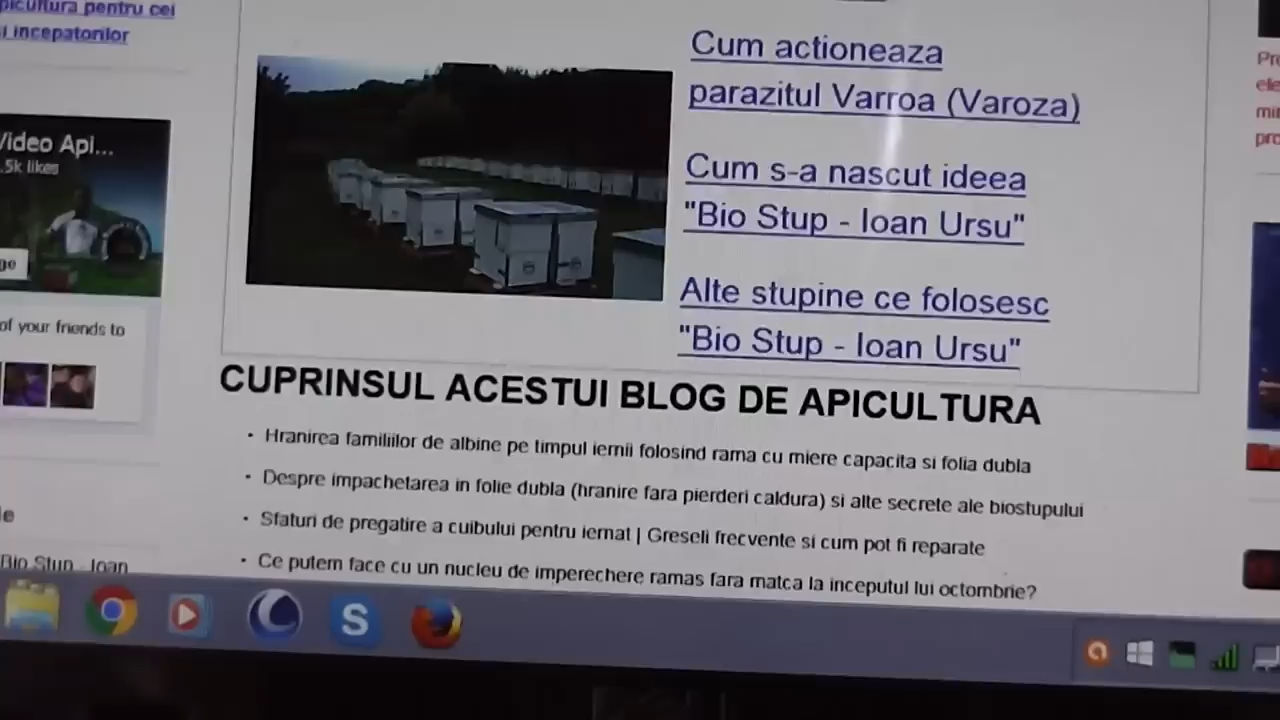 apicultura pentru cei
si incepatorilor
Video Api...
.5k likes
of your friends to
Cum actioneaza
parazitul Varroa (Varoza)
Cum s-a nascut ideea
"Bio Stup - Ioan Ursu"
Alte stupine ce folosesc
"Bio Stup - Ioan Ursu"
CUPRINSUL ACESTUI BLOG DE APICULTURA
• Hranirea familiilor de albine pe timpul iernii folosind rama cu miere capacita si folia dubla
• Despre impachetarea in folie dubla (hranire fara pierderi caldura) si alte secrete ale biostupului
• Sfaturi de pregatire a cuibului pentru iernat | Greseli frecvente si cum pot fi reparate
• Ce putem face cu un nucleu de imperechere ramas fara matca la inceputul lui octombrie?
Bio Stup - Ioan
S